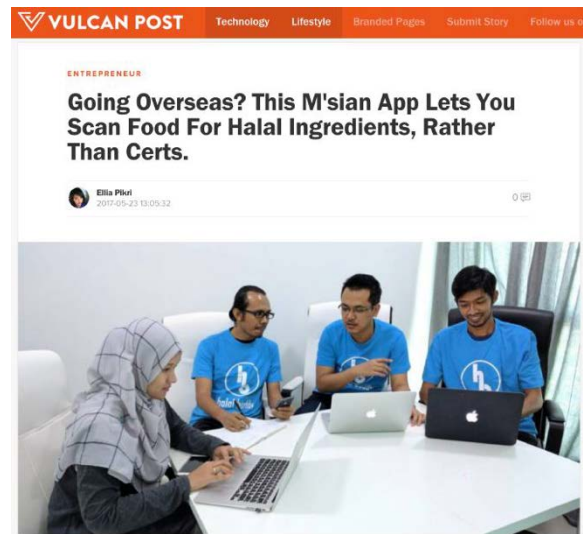 VULCAN POST Technology Lifestyle Branded Pages Submit Story Follow us o
ENTREPRENEUR
Going Overseas? This M'sian App Lets You
Scan Food For Halal Ingredients, Rather
Than Certs.
Ellia Pikri
2017-05-23 13:05:32
0
halal